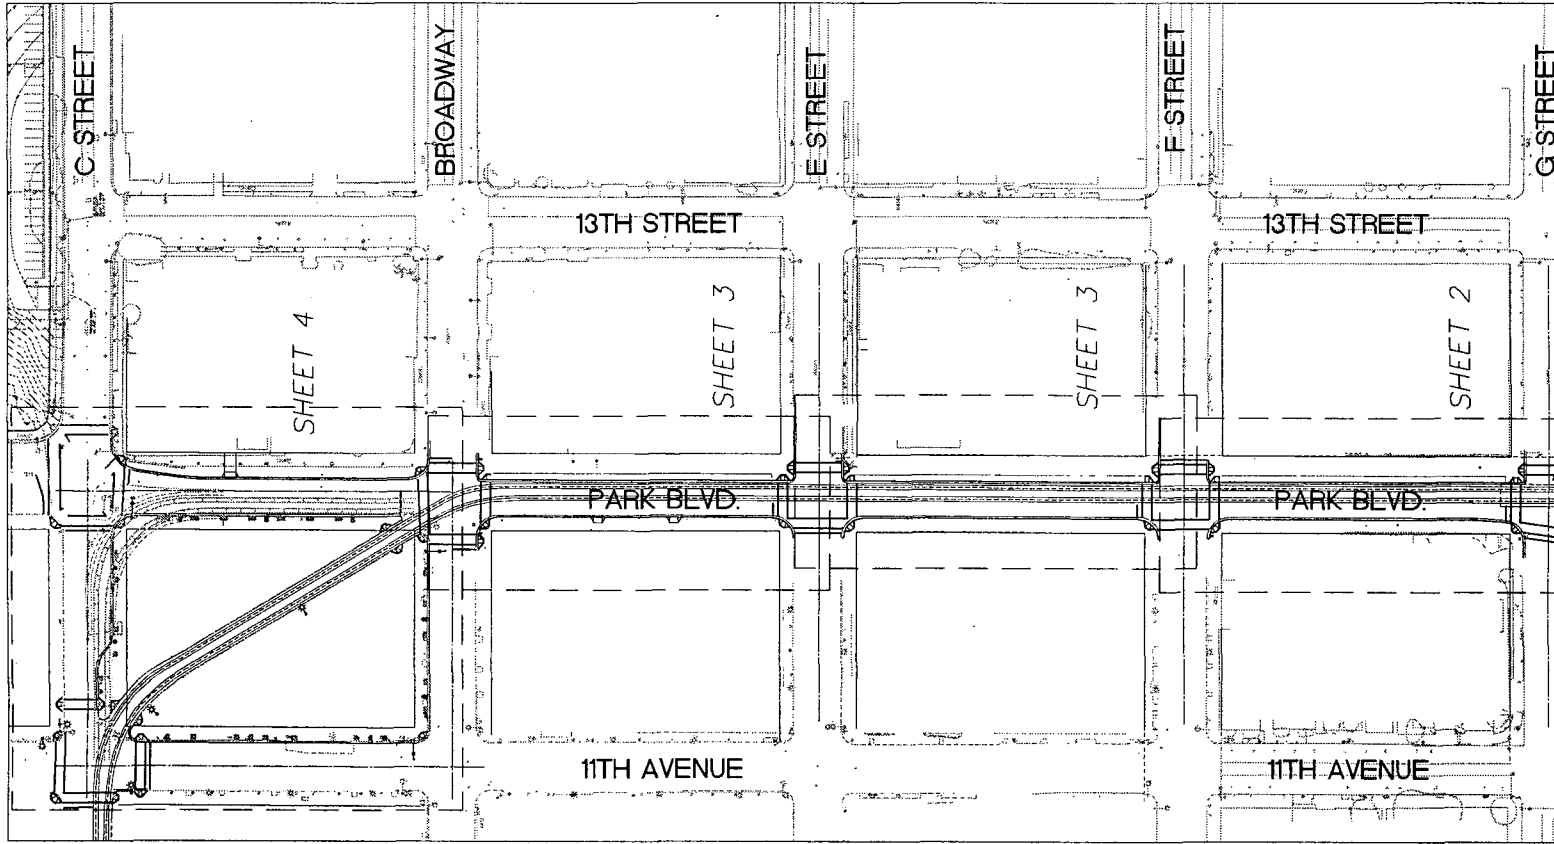 C STREET
BROADWAY
E STREET
F STREET
G STREET
13TH STREET
13TH STREET
SHEET 4
SHEET 3
SHEET 3
SHEET 2
PARK BLVD.
PARK BLVD.
11TH AVENUE
11TH AVENUE